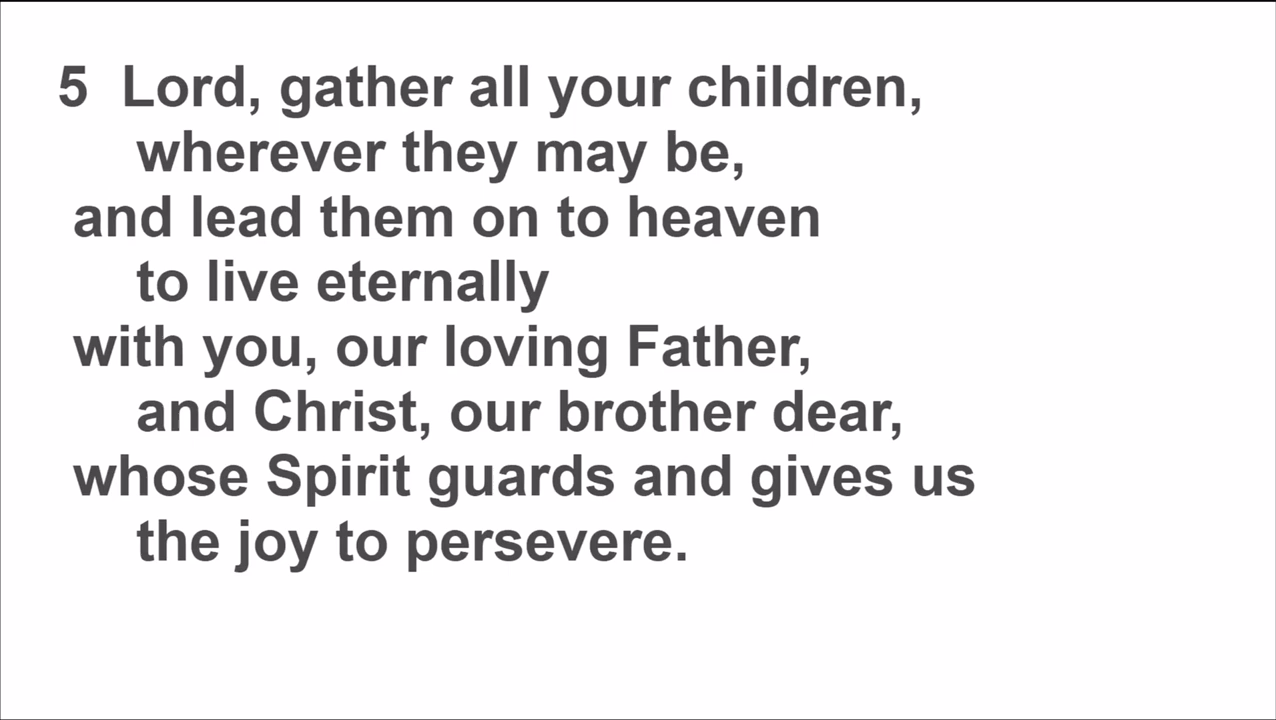 5 Lord, gather all your children,
wherever they may be,
and lead them on to heaven
to live eternally
with you, our loving Father,
and Christ, our brother dear,
whose Spirit guards and gives us
the joy to persevere.